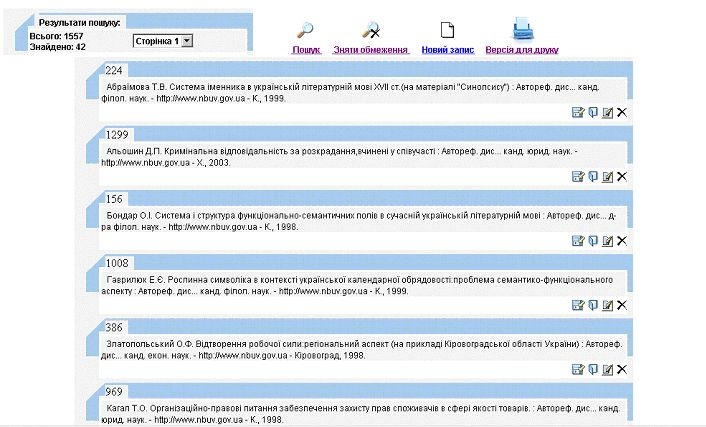 Результати пошуку:
Всього: 1557
Знайдено: 42
Сторінка 1
Пошук Зняти обмеження Новий запис Версія для друку
224
Абраїмова Т.В. Система іменника в українській літературній мові XVII ст.(на матеріалі "Синопсису") : Автореф. дис... канд.
філол. наук. - http://www.nbuv.gov.ua - К., 1999.
1299
Альошин Д.П. Кримінальна відповідальність за розкрадання,вчинені у співучасті : Автореф. дис... канд. юрид. наук. -
http://www.nbuv.gov.ua - Х., 2003.
156
Бондар О.І. Система і структура функціонально-семантичних полів в сучасній українській літературній мові : Автореф. дис... д-
ра філол. наук. - http://www.nbuv.gov.ua - К., 1998.
1008
Гаврилюк Е.Є. Рослинна символіка в контексті української календарної обрядовості:проблема семантико-функціонального
аспекту : Автореф. дис... канд. філол. наук. - http://www.nbuv.gov.ua - К., 1999.
386
Златопольський О.Ф. Відтворення робочої сили:регіональний аспект (на прикладі Кіровоградської області України) : Автореф.
дис... канд. екон. наук. - http://www.nbuv.gov.ua - Кіровоград, 1998.
969
Кагал Т.О. Організаційно-правові питання забезпечення захисту прав споживачів в сфері якості товарів. : Автореф. дис... канд.
юрид. наук. - http://www.nbuv.gov.ua - К., 1998.